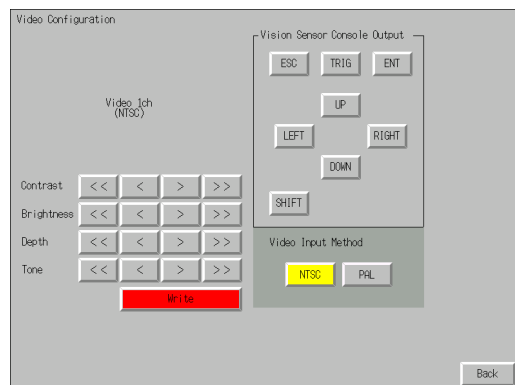 Video Configuration
Vision Sensor Console Output
ESC TRIG ENT
UP
LEFT RIGHT
DOWN
SHIFT
Video 1ch
(NTSC)
Contrast << < > >>
Brightness << < > >>
Depth << < > >>
Tone << < > >>
Write
Video Input Method
NTSC PAL
Back